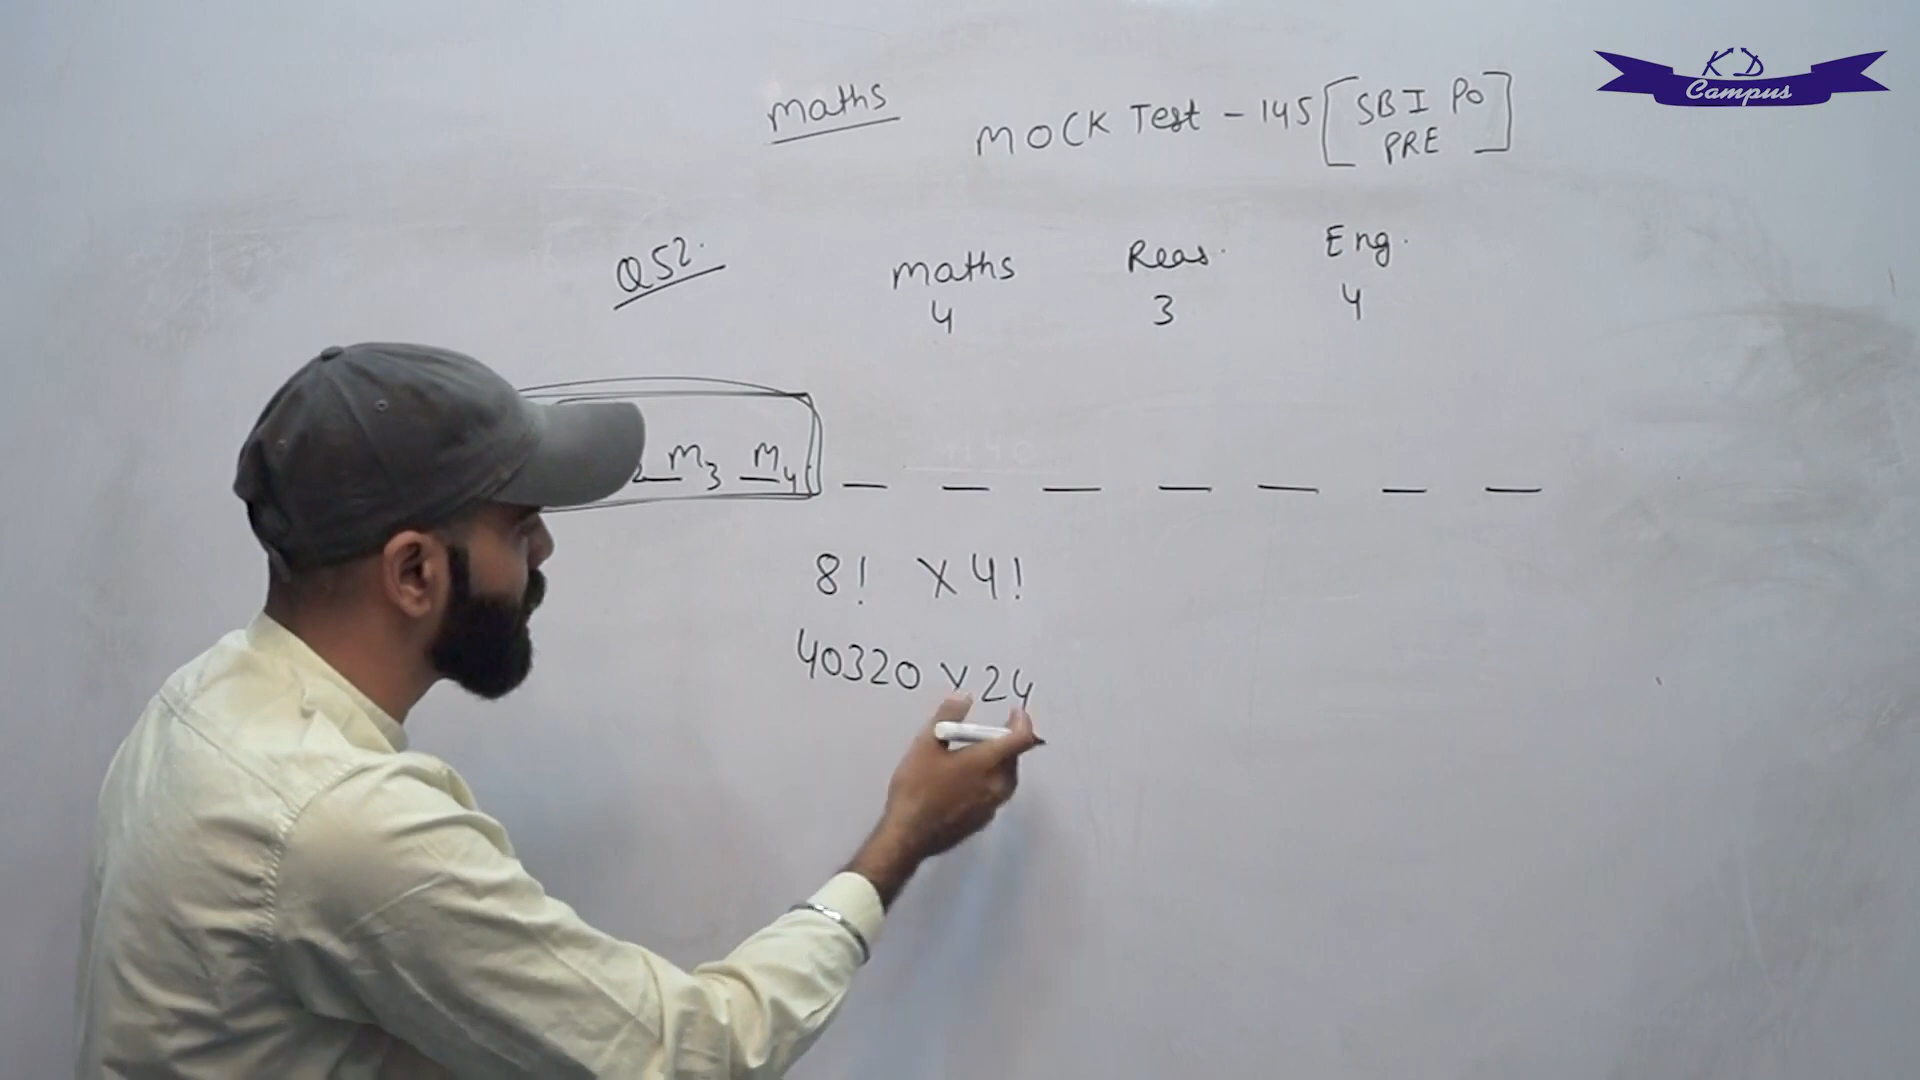 KD
Campus
Maths
MOCK Test - 145 [SBI PO
PRE]
Q52.
Maths Reas. Eng.
4 3 4
2 M3 M4 _ _ _ _ _ _ _
8! X 4!
40320 X 24